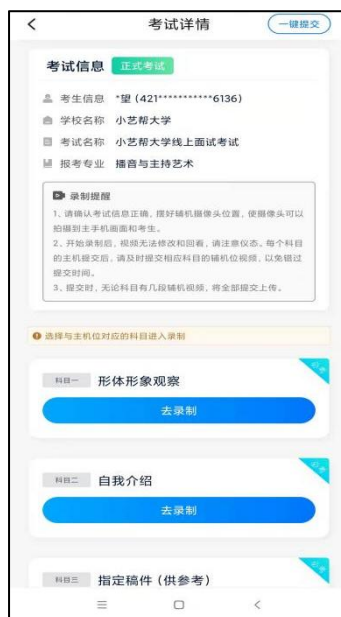 考试详情
一键提交
考试信息 正式考试
考生信息 *望 (421***********6136)
学校名称 小艺帮大学
考试名称 小艺帮大学线上面试考试
报考专业 播音与主持艺术
录制提醒
1、请确认考试信息正确，摆好辅机摄像头位置，使摄像头可以
拍摄到主手机画面和考生。
2、开始录制后，视频无法修改和回看，请注意仪态。每个科目
的主机提交后，请及时提交相应科目的辅机位视频，以免错过
提交时间。
3、提交时，无论科目有几段辅机视频，将全部提交上传。
选择与主机位对应的科目进入录制
科目一 形体形象观察
必考
去录制
科目二 自我介绍
必考
去录制
科目三 指定稿件 (供参考)
必考